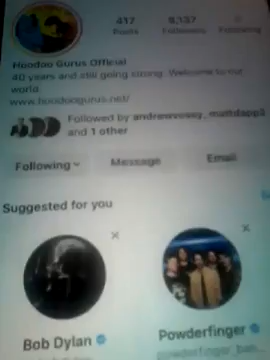 417 9,137
Posts Followers Following
Hoodoo Gurus Official
40 years and still going strong. Welcome to our
world
www.hoodoogurus.net/
Followed by
and 1 other
Following Message Email
Suggested for you
Bob Dylan Powderfinger